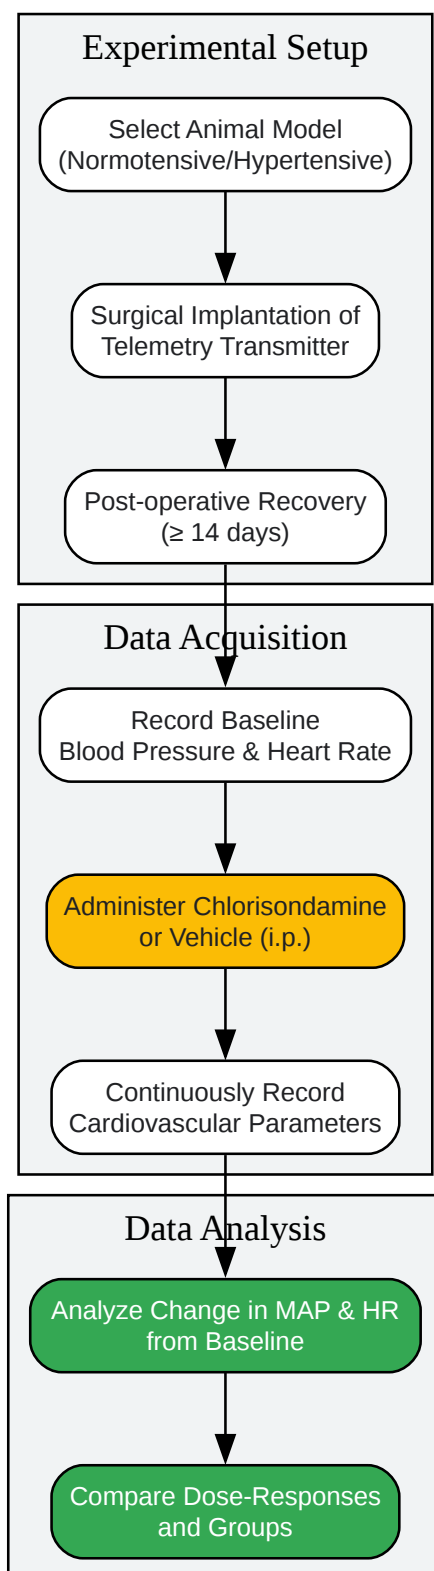 Experimental Setup
Select Animal Model
(Normotensive/Hypertensive)
Surgical Implantation of
Telemetry Transmitter
Post-operative Recovery
(≥ 14 days)
Data Acquisition
Record Baseline
Blood Pressure & Heart Rate
Administer Chlorisondamine
or Vehicle (i.p.)
Continuously Record
Cardiovascular Parameters
Data Analysis
Analyze Change in MAP & HR
from Baseline
Compare Dose-Responses
and Groups